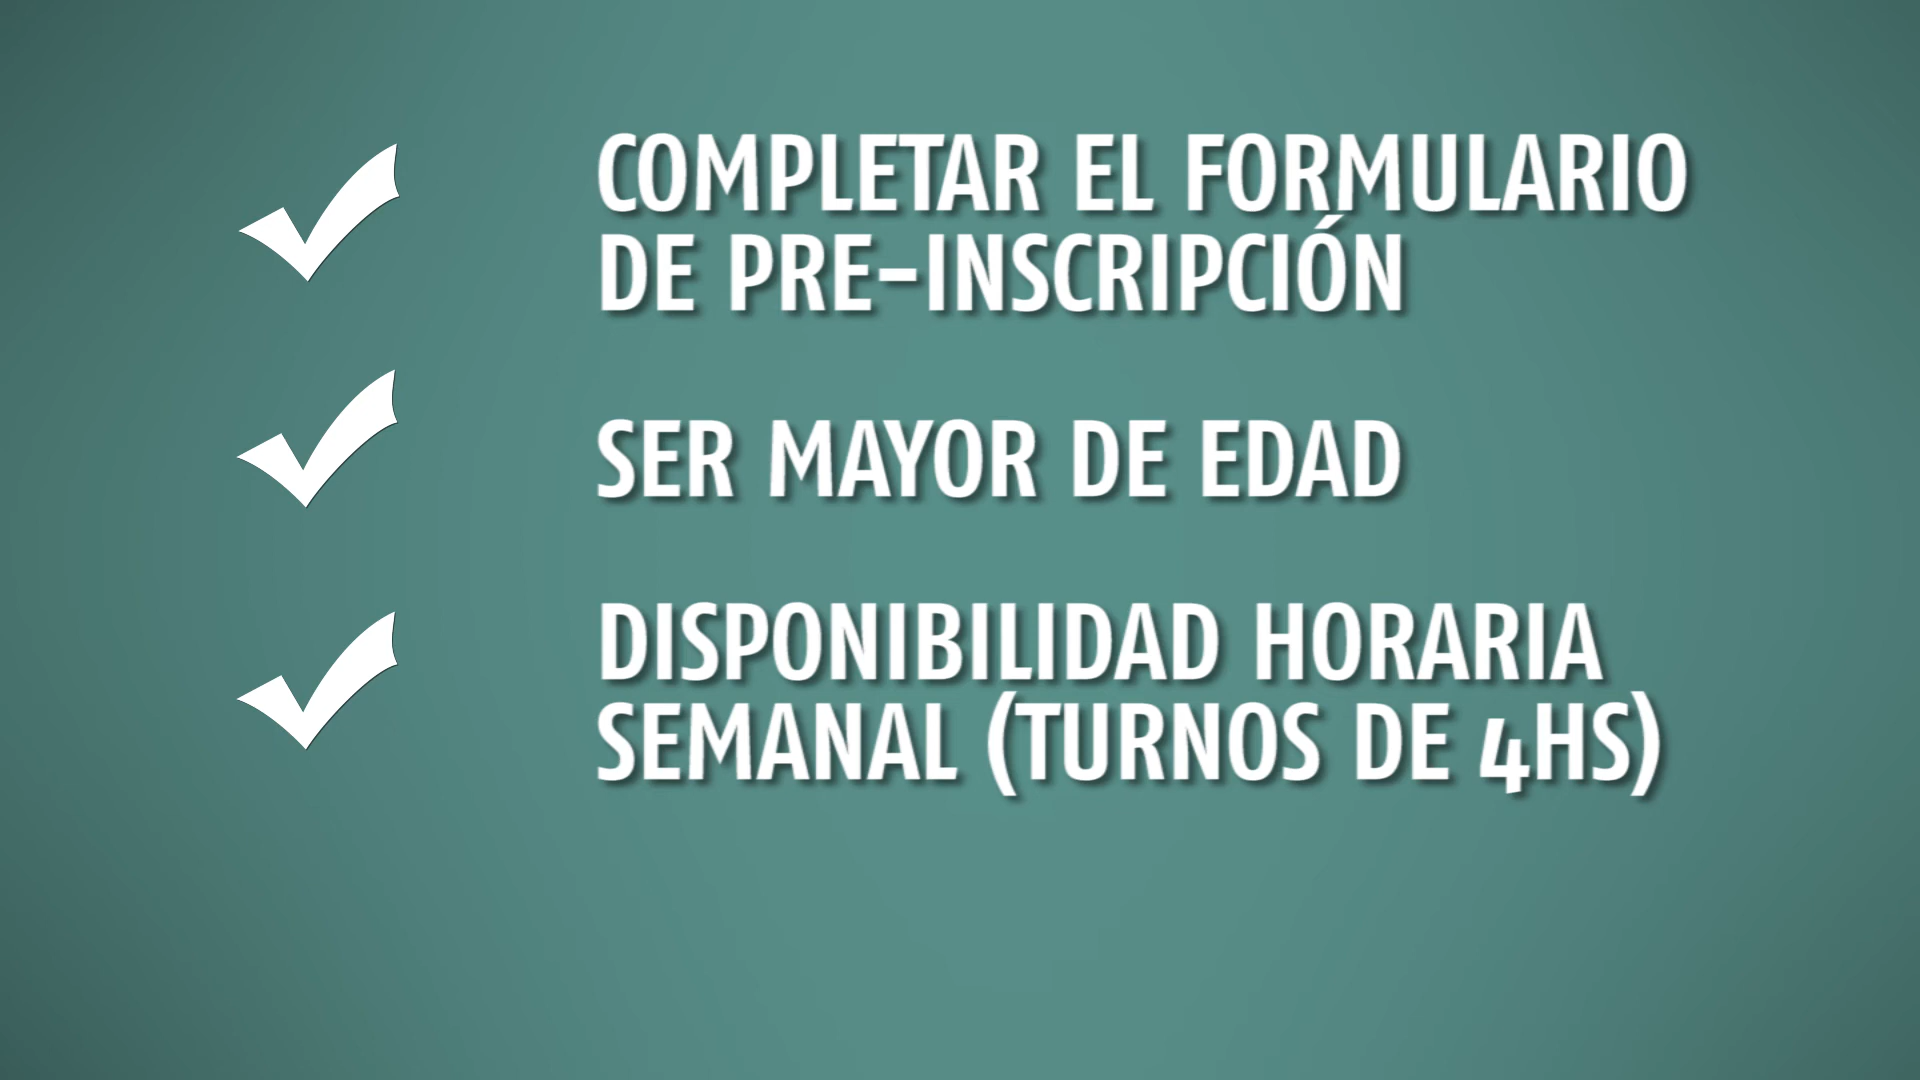 COMPLETAR EL FORMULARIO
DE PRE-INSCRIPCIÓN
SER MAYOR DE EDAD
DISPONIBILIDAD HORARIA
SEMANAL (TURNOS DE 4HS)